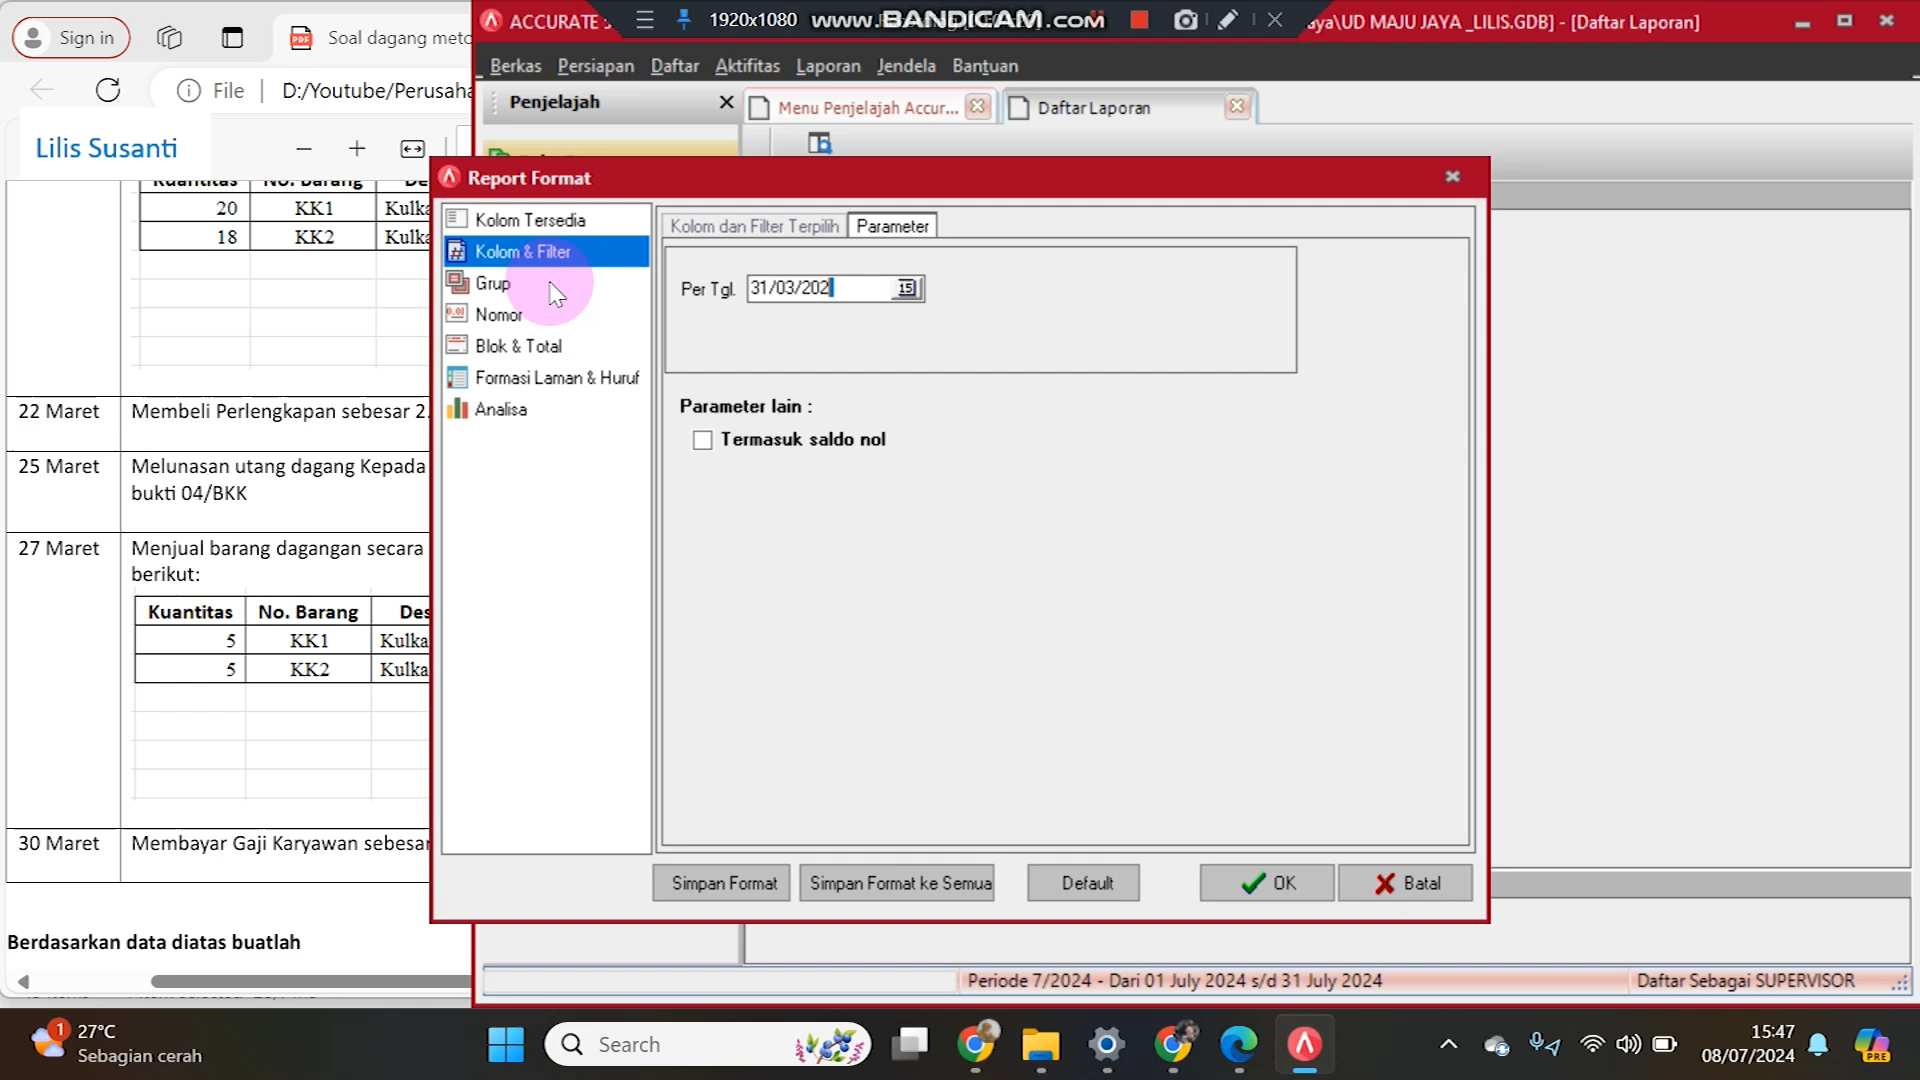 Sign in
Soal dagang meto
File
D:/Youtube/Perusaha
Lilis Susanti
Kuantitas No. Barang De
20 KK1 Kulka
18 KK2 Kulka
22 Maret Membeli Perlengkapan sebesar 2.
25 Maret Melunasan utang dagang Kepada
bukti 04/BKK
27 Maret Menjual barang dagangan secara
berikut:
Kuantitas No. Barang Des
5 KK1 Kulka
5 KK2 Kulka
30 Maret Membayar Gaji Karyawan sebesar
Berdasarkan data diatas buatlah
ACCURATE
1920x1080
www.BANDICAM.com
aya\UD MAJU JAYA _LILIS.GDB] - [Daftar Laporan]
Berkas Persiapan Daftar Aktifitas Laporan Jendela Bantuan
Penjelajah
Menu Penjelajah Accur...
Daftar Laporan
Report Format
Kolom Tersedia
Kolom & Filter
Grup
Nomor
Blok & Total
Formasi Laman & Huruf
Analisa
Kolom dan Filter Terpilih
Parameter
Per Tgl. 31/03/202
15
Parameter lain :
Termasuk saldo nol
Simpan Format
Simpan Format ke Semua
Default
OK
Batal
Periode 7/2024 - Dari 01 July 2024 s/d 31 July 2024
Daftar Sebagai SUPERVISOR
1
27°C
Sebagian cerah
Search
15:47
08/07/2024
PRE